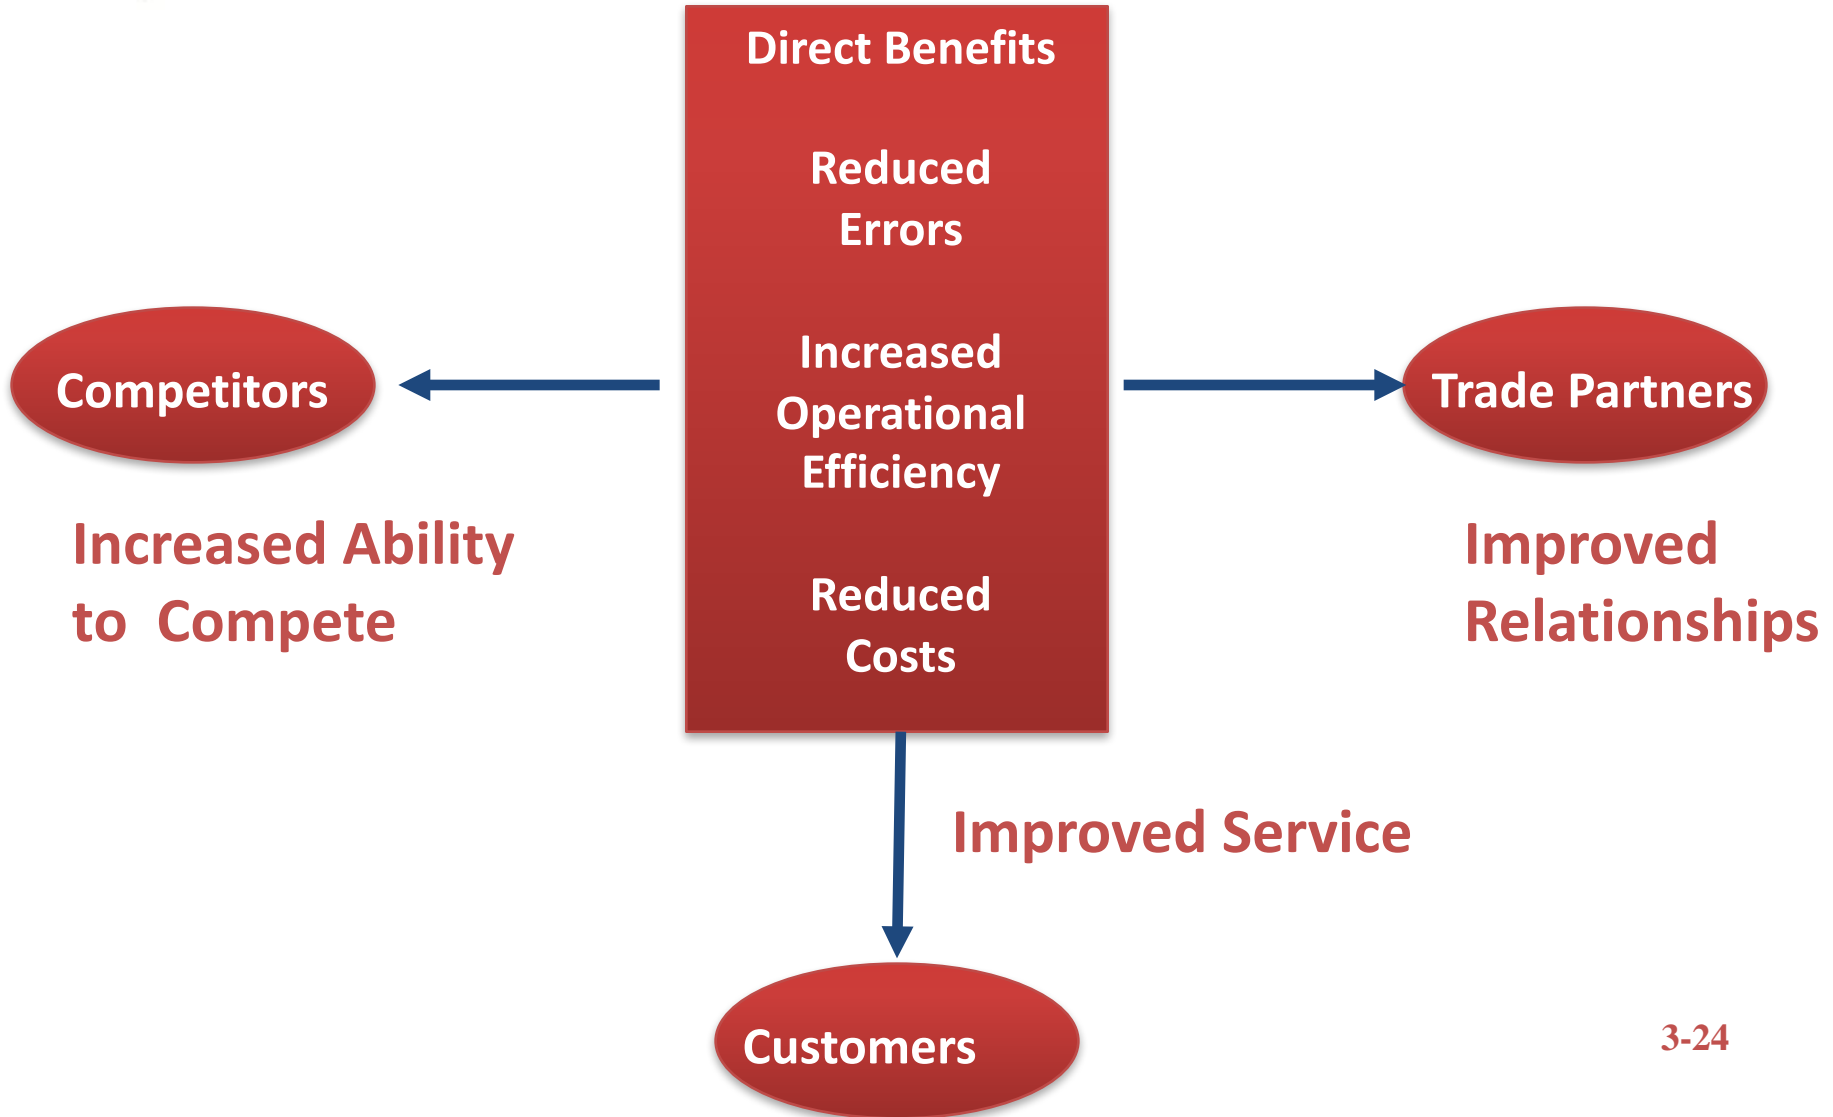 Direct Benefits
Reduced
Errors
Increased
Operational
Efficiency
Reduced
Costs
Competitors
Increased Ability
to  Compete
Trade Partners
Improved
Relationships
Improved Service
Customers
3-24